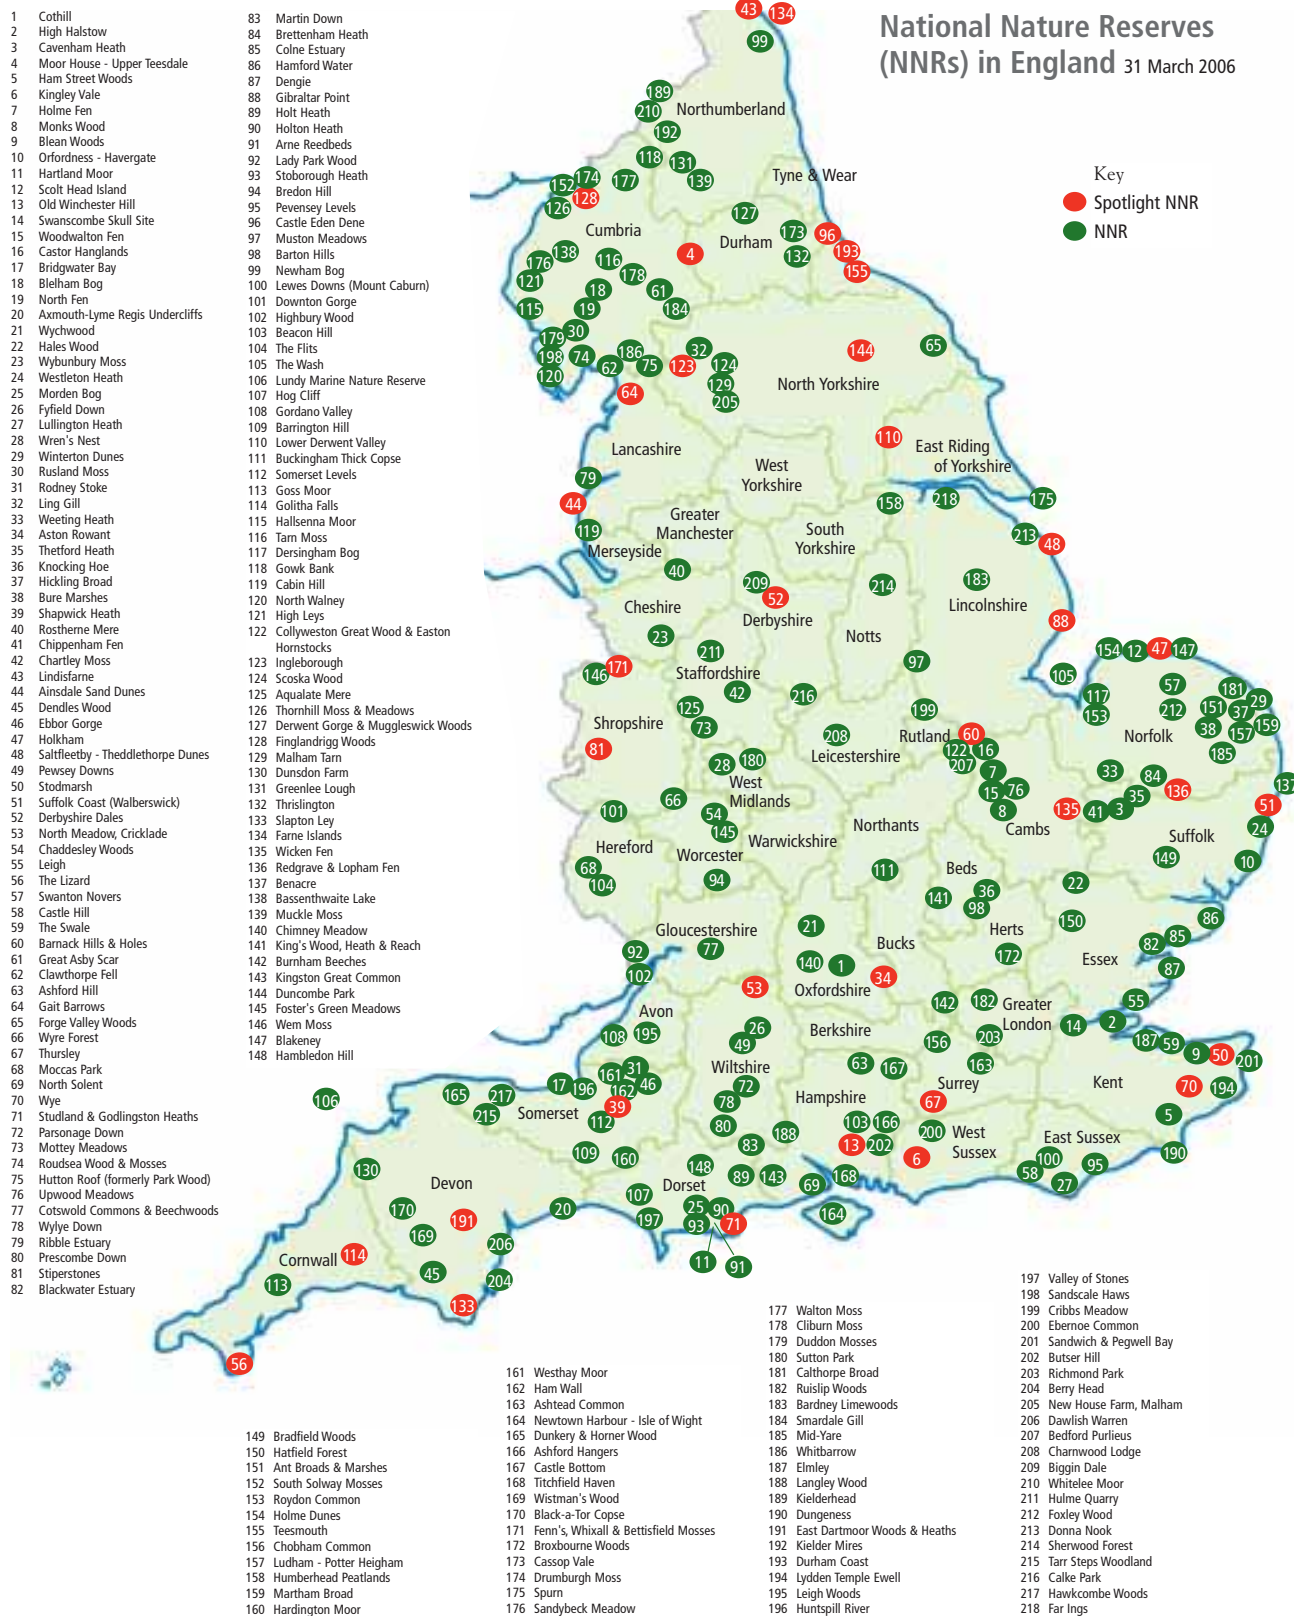 National Nature Reserves
(NNRs) in England 31 March 2006
Key
Spotlight NNR
NNR
1 Cothill
2 High Halstow
3 Cavenham Heath
4 Moor House - Upper Teesdale
5 Ham Street Woods
6 Kingley Vale
7 Holme Fen
8 Monks Wood
9 Blean Woods
10 Orfordness - Havergate
11 Hartland Moor
12 Scolt Head Island
13 Old Winchester Hill
14 Swanscombe Skull Site
15 Woodwalton Fen
16 Castor Hanglands
17 Bridgwater Bay
18 Blelham Bog
19 North Fen
20 Axmouth-Lyme Regis Undercliffs
21 Wychwood
22 Hales Wood
23 Wybunbury Moss
24 Westleton Heath
25 Morden Bog
26 Fyfield Down
27 Lullington Heath
28 Wren's Nest
29 Winterton Dunes
30 Rusland Moss
31 Rodney Stoke
32 Ling Gill
33 Weeting Heath
34 Aston Rowant
35 Thetford Heath
36 Knocking Hoe
37 Hickling Broad
38 Bure Marshes
39 Shapwick Heath
40 Rostherne Mere
41 Chippenham Fen
42 Chartley Moss
43 Lindisfarne
44 Ainsdale Sand Dunes
45 Dendles Wood
46 Ebbor Gorge
47 Holkham
48 Saltfleetby - Theddlethorpe Dunes
49 Pewsey Downs
50 Stodmarsh
51 Suffolk Coast (Walberswick)
52 Derbyshire Dales
53 North Meadow, Cricklade
54 Chaddesley Woods
55 Leigh
56 The Lizard
57 Swanton Novers
58 Castle Hill
59 The Swale
60 Barnack Hills & Holes
61 Great Asby Scar
62 Clawthorpe Fell
63 Ashford Hill
64 Gait Barrows
65 Forge Valley Woods
66 Wyre Forest
67 Thursley
68 Moccas Park
69 North Solent
70 Wye
71 Studland & Godlingston Heaths
72 Parsonage Down
73 Mottey Meadows
74 Roudsea Wood & Mosses
75 Hutton Roof (formerly Park Wood)
76 Upwood Meadows
77 Cotswold Commons & Beechwoods
78 Wylye Down
79 Ribble Estuary
80 Prescombe Down
81 Stiperstones
82 Blackwater Estuary
83 Martin Down
84 Brettenham Heath
85 Colne Estuary
86 Hamford Water
87 Dengie
88 Gibraltar Point
89 Holt Heath
90 Holton Heath
91 Arne Reedbeds
92 Lady Park Wood
93 Stoborough Heath
94 Bredon Hill
95 Pevensey Levels
96 Castle Eden Dene
97 Muston Meadows
98 Barton Hills
99 Newham Bog
100 Lewes Downs (Mount Caburn)
101 Downton Gorge
102 Highbury Wood
103 Beacon Hill
104 The Flits
105 The Wash
106 Lundy Marine Nature Reserve
107 Hog Cliff
108 Gordano Valley
109 Barrington Hill
110 Lower Derwent Valley
111 Buckingham Thick Copse
112 Somerset Levels
113 Goss Moor
114 Golitha Falls
115 Hallsenna Moor
116 Tarn Moss
117 Dersingham Bog
118 Gowk Bank
119 Cabin Hill
120 North Walney
121 High Leys
122 Collyweston Great Wood & Easton
Hornstocks
123 Ingleborough
124 Scoska Wood
125 Aqualate Mere
126 Thornhill Moss & Meadows
127 Derwent Gorge & Muggleswick Woods
128 Finglandrigg Woods
129 Malham Tarn
130 Dunsdon Farm
131 Greenlee Lough
132 Thrislington
133 Slapton Ley
134 Farne Islands
135 Wicken Fen
136 Redgrave & Lopham Fen
137 Benacre
138 Bassenthwaite Lake
139 Muckle Moss
140 Chimney Meadow
141 King's Wood, Heath & Reach
142 Burnham Beeches
143 Kingston Great Common
144 Duncombe Park
145 Foster's Green Meadows
146 Wem Moss
147 Blakeney
148 Hambledon Hill
149 Bradfield Woods
150 Hatfield Forest
151 Ant Broads & Marshes
152 South Solway Mosses
153 Roydon Common
154 Holme Dunes
155 Teesmouth
156 Chobham Common
157 Ludham - Potter Heigham
158 Humberhead Peatlands
159 Martham Broad
160 Hardington Moor
161 Westhay Moor
162 Ham Wall
163 Ashtead Common
164 Newtown Harbour - Isle of Wight
165 Dunkery & Horner Wood
166 Ashford Hangers
167 Castle Bottom
168 Titchfield Haven
169 Wistman's Wood
170 Black-a-Tor Copse
171 Fenn's, Whixall & Bettisfield Mosses
172 Broxbourne Woods
173 Cassop Vale
174 Drumburgh Moss
175 Spurn
176 Sandybeck Meadow
177 Walton Moss
178 Cliburn Moss
179 Duddon Mosses
180 Sutton Park
181 Calthorpe Broad
182 Ruislip Woods
183 Bardney Limewoods
184 Smardale Gill
185 Mid-Yare
186 Whitbarrow
187 Elmley
188 Langley Wood
189 Kielderhead
190 Dungeness
191 East Dartmoor Woods & Heaths
192 Kielder Mires
193 Durham Coast
194 Lydden Temple Ewell
195 Leigh Woods
196 Huntspill River
197 Valley of Stones
198 Sandscale Haws
199 Cribbs Meadow
200 Ebernoe Common
201 Sandwich & Pegwell Bay
202 Butser Hill
203 Richmond Park
204 Berry Head
205 New House Farm, Malham
206 Dawlish Warren
207 Bedford Purlieus
208 Charnwood Lodge
209 Biggin Dale
210 Whitelee Moor
211 Hulme Quarry
212 Foxley Wood
213 Donna Nook
214 Sherwood Forest
215 Tarr Steps Woodland
216 Calke Park
217 Hawkcombe Woods
218 Far Ings
Northumberland
Tyne & Wear
Cumbria
Durham
North Yorkshire
Lancashire
East Riding
of Yorkshire
West
Yorkshire
Greater
Manchester
South
Yorkshire
Merseyside
Cheshire
Derbyshire
Notts
Lincolnshire
Staffordshire
Shropshire
Leicestershire
Rutland
Norfolk
West
Midlands
Hereford
Worcester
Warwickshire
Northants
Cambs
Suffolk
Beds
Gloucestershire
Bucks
Herts
Essex
Oxfordshire
Avon
Berkshire
Greater
London
Wiltshire
Somerset
Hampshire
Surrey
Kent
West
Sussex
East Sussex
Devon
Dorset
Cornwall